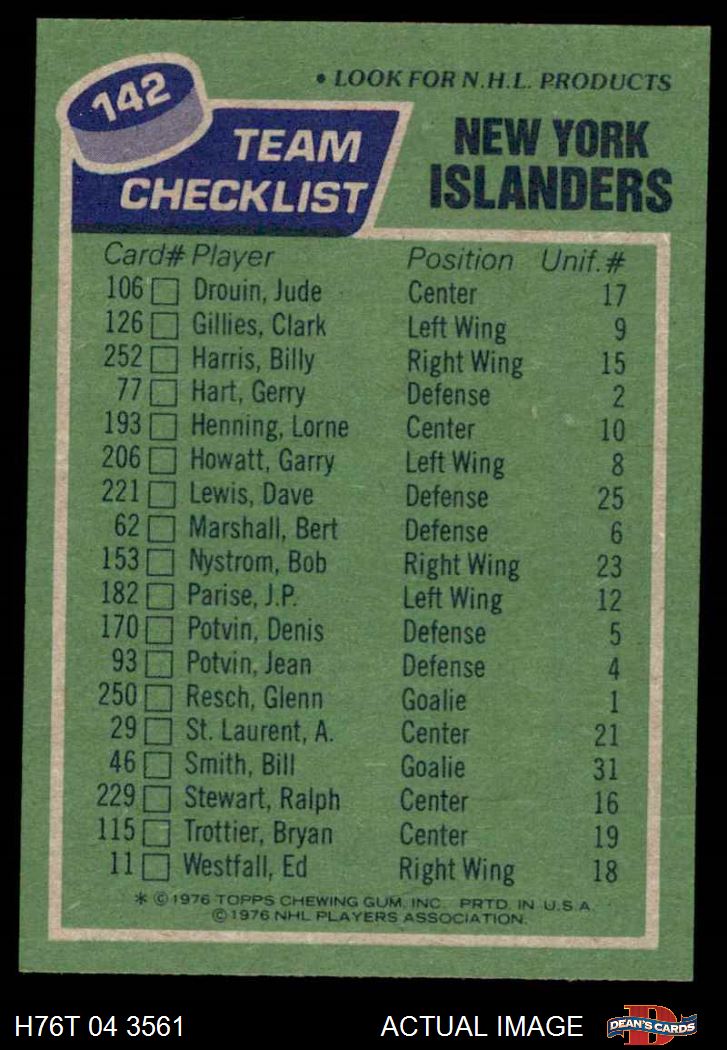 142
• LOOK FOR N.H.L. PRODUCTS
TEAM CHECKLIST
NEW YORK ISLANDERS
Card# Player Position Unif.#
106 Drouin, Jude Center 17
126 Gillies, Clark Left Wing 9
252 Harris, Billy Right Wing 15
77 Hart, Gerry Defense 2
193 Henning, Lorne Center 10
206 Howatt, Garry Left Wing 8
221 Lewis, Dave Defense 25
62 Marshall, Bert Defense 6
153 Nystrom, Bob Right Wing 23
182 Parise, J.P. Left Wing 12
170 Potvin, Denis Defense 5
93 Potvin, Jean Defense 4
250 Resch, Glenn Goalie 1
29 St. Laurent, A. Center 21
46 Smith, Bill Goalie 31
229 Stewart, Ralph Center 16
115 Trottier, Bryan Center 19
11 Westfall, Ed Right Wing 18
* © 1976 TOPPS CHEWING GUM, INC. PRTD. IN U.S.A.
© 1976 NHL PLAYERS ASSOCIATION.
H76T 04 3561 ACTUAL IMAGE D DEAN'S CARDS